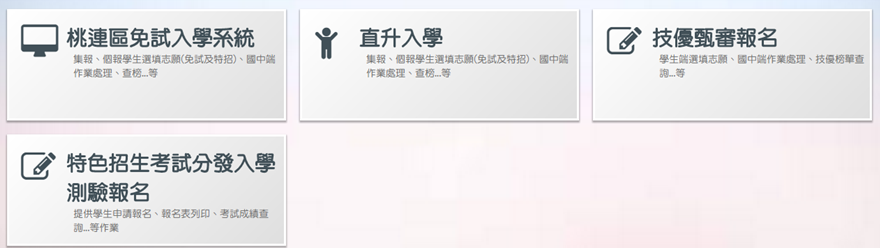 桃連區免試入學系統
集報、個報學生選填志願(免試及特招)、國中端
作業處理、查榜...等
直升入學
集報、個報學生選填志願(免試及特招)、國中端
作業處理、查榜...等
技優甄審報名
學生端選填志願、國中端作業處理、技優榜單查
詢...等
特色招生考試分發入學
測驗報名
提供學生申請報名、報名表列印、考試成績查
詢...等作業